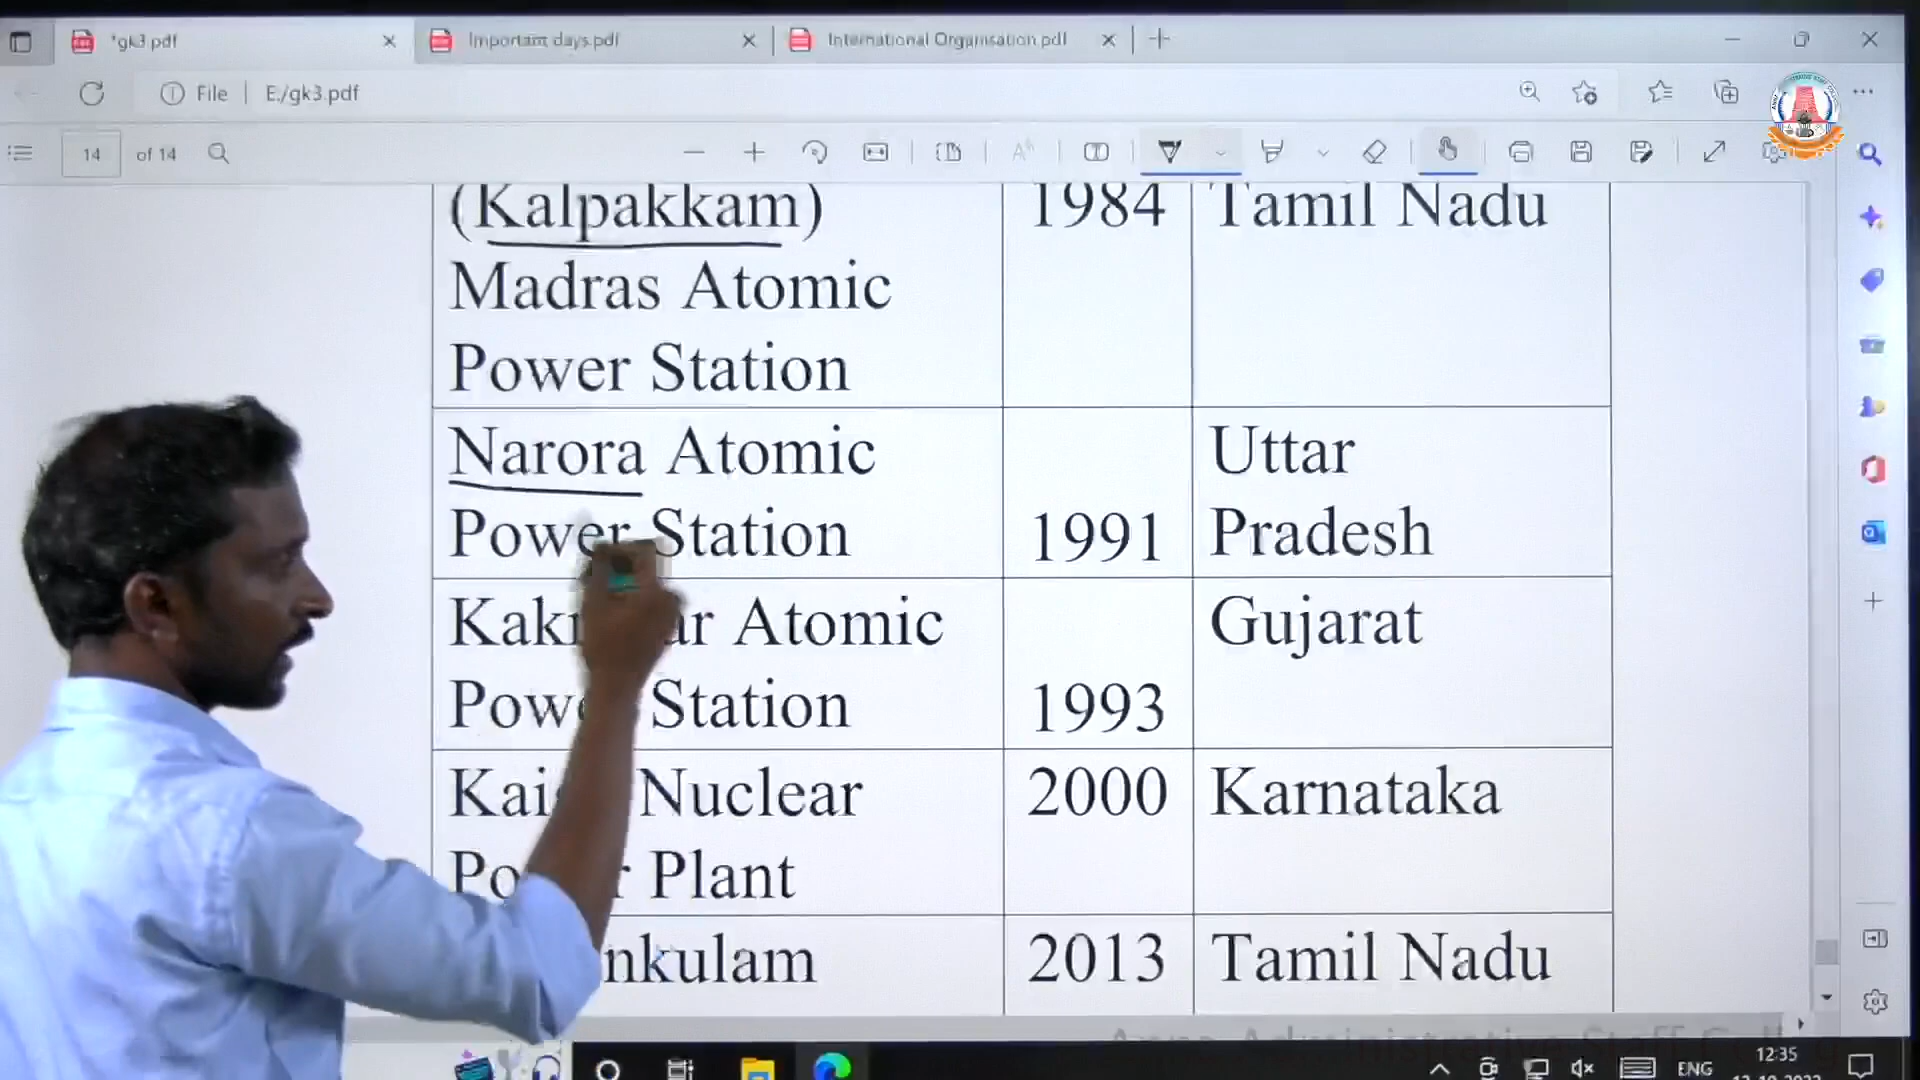 *gk3.pdf
Important days.pdf
International Organisation.pdf
File
E:/gk3.pdf
14 of 14
(Kalpakkam) 1984 Tamil Nadu
Madras Atomic
Power Station
Narora Atomic Uttar
Power Station 1991 Pradesh
Atomic Gujarat
Station 1993
Nuclear 2000 Karnataka
Plant
2013 Tamil Nadu
ENG
12:35